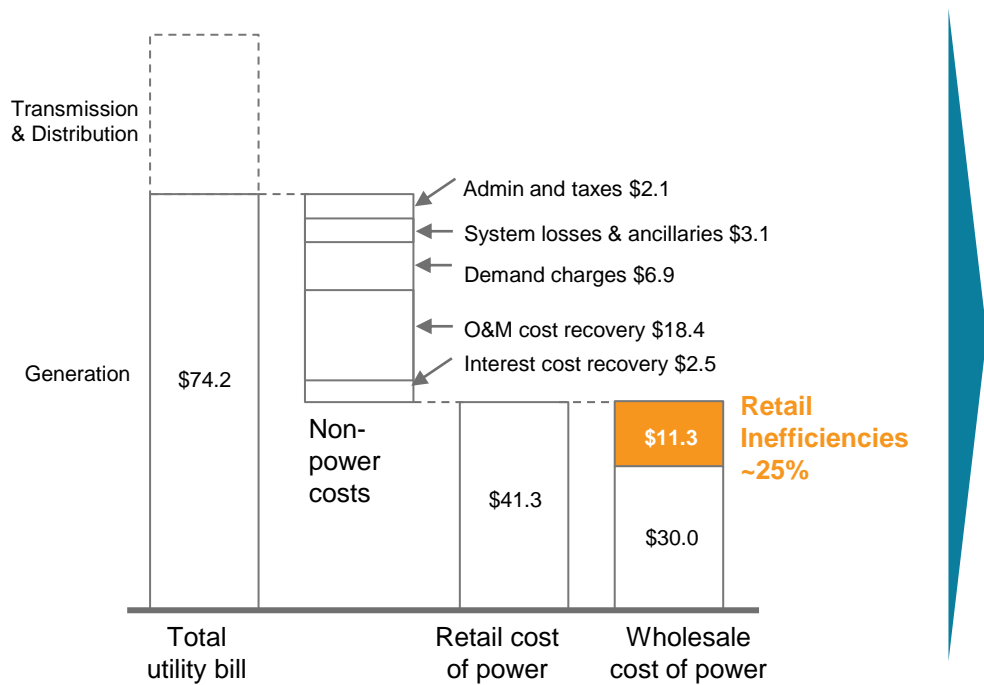 Transmission
& Distribution
Admin and taxes $2.1
System losses & ancillaries $3.1
Demand charges $6.9
O&M cost recovery $18.4
Interest cost recovery $2.5
Generation
$74.2
Non-
power
costs
$41.3
$11.3
$30.0
Retail
Inefficiencies
~25%
Total
utility bill
Retail cost
of power
Wholesale
cost of power